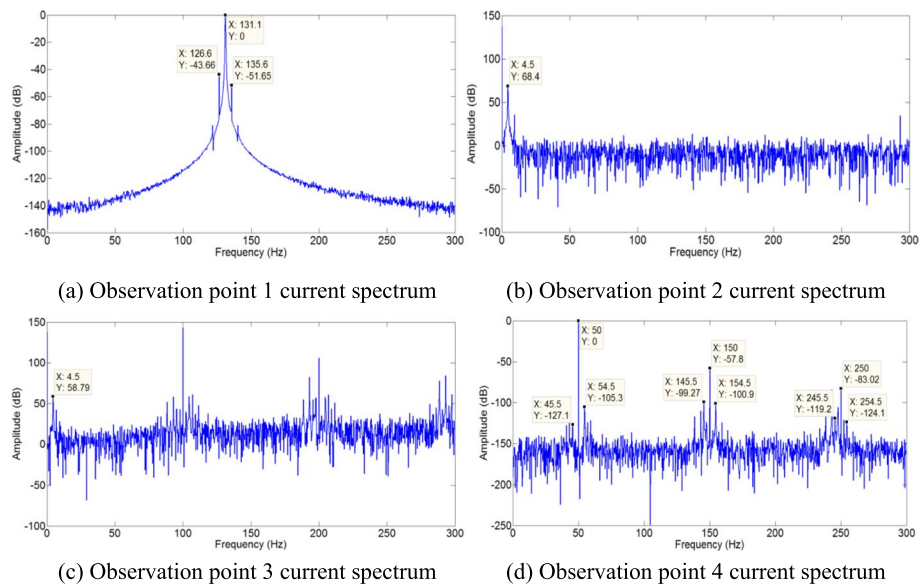 0
-20
-40
-60
-80
-100
-120
-140
-160
Amplitude (dB)
X: 131.1
Y: 0
X: 126.6
Y: -43.66
X: 135.6
Y: -51.65
0 50 100 150 200 250 300
Frequency (Hz)
(a) Observation point 1 current spectrum
150
100
50
0
-50
-100
Amplitude (dB)
X: 4.5
Y: 68.4
0 50 100 150 200 250 300
Frequency (Hz)
(b) Observation point 2 current spectrum
150
100
50
0
-50
-100
Amplitude (dB)
X: 4.5
Y: 58.79
0 50 100 150 200 250 300
Frequency (Hz)
(c) Observation point 3 current spectrum
0
-50
-100
-150
-200
-250
Amplitude (dB)
X: 50
Y: 0
X: 150
Y: -57.8
X: 250
Y: -83.02
X: 45.5
Y: -127.1
X: 54.5
Y: -105.3
X: 145.5
Y: -99.27
X: 154.5
Y: -100.9
X: 245.5
Y: -119.2
X: 254.5
Y: -124.1
0 50 100 150 200 250 300
Frequency (Hz)
(d) Observation point 4 current spectrum